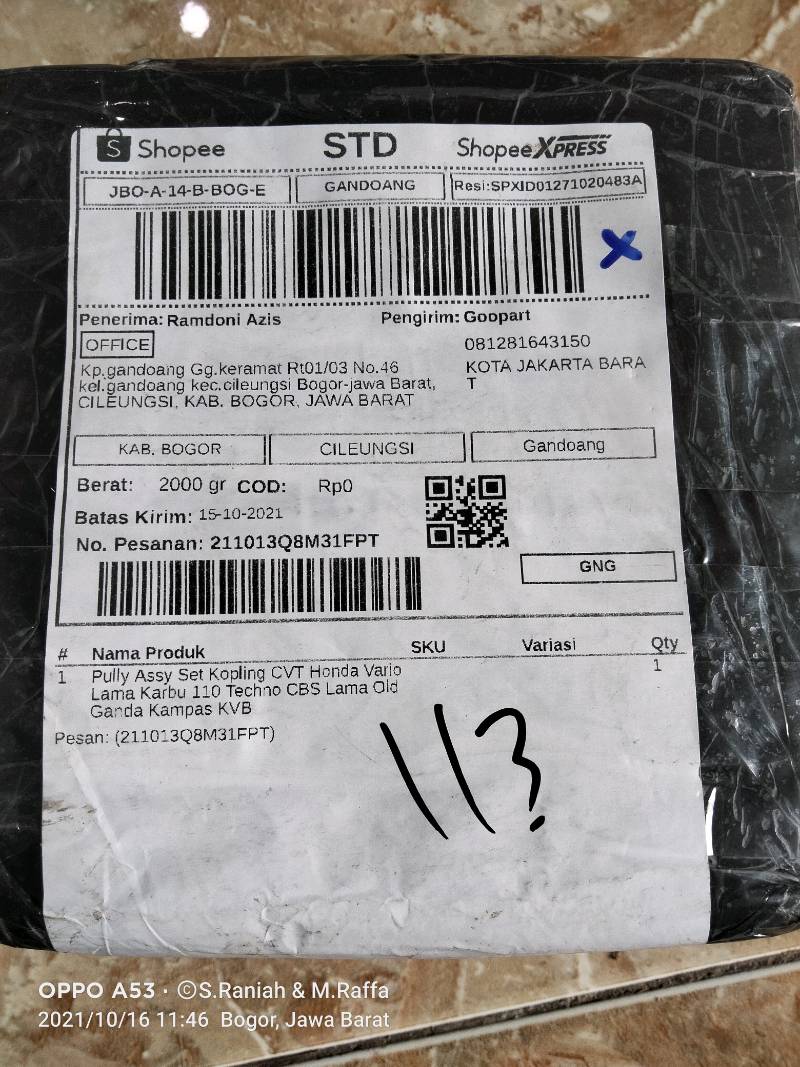 Shopee STD Shopee XPRESS
JBO-A-14-B-BOG-E GANDOANG Resi:SPXID01271020483A
Penerima: Ramdoni Azis Pengirim: Goopart
OFFICE 081281643150
Kp.gandoang Gg.keramat Rt01/03 No.46 KOTA JAKARTA BARA
kel.gandoang kec.cileungsi Bogor-jawa Barat, T
CILEUNGSI, KAB. BOGOR, JAWA BARAT
KAB. BOGOR CILEUNGSI Gandoang
Berat: 2000 gr COD: Rp0
Batas Kirim: 15-10-2021
No. Pesanan: 211013Q8M31FPT
GNG
# Nama Produk SKU Variasi Qty
1 Pully Assy Set Kopling CVT Honda Vario 1
Lama Karbu 110 Techno CBS Lama Old
Ganda Kampas KVB
Pesan: (211013Q8M31FPT)
113
OPPO A53 · ©S.Raniah & M.Raffa
2021/10/16 11:46 Bogor, Jawa Barat